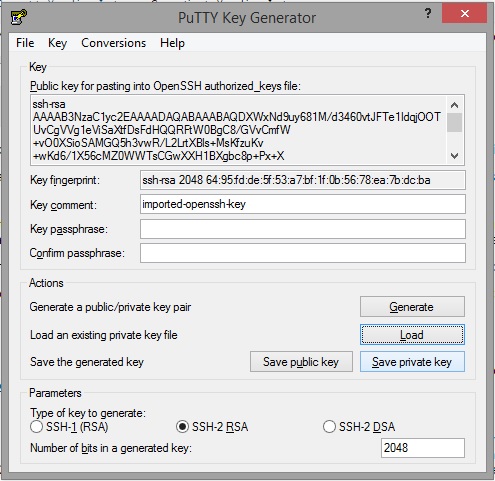 PuTTY Key Generator
? ×
File Key Conversions Help
Key
Public key for pasting into OpenSSH authorized_keys file:
ssh-rsa
AAAAB3NzaC1yc2EAAAADAQABAAABAQDXWxNd9uy681M/d3460vtJFTe1IdqjOOT
UvCgVVg1eViSaXtfDsFdHQQRFtW0BgC8/GVvCmfW
+vO0XSioSAMGQ5h3vwR/L2LrtXBIs+MsKfzuKv
+wKd6/1X56cMZ0WWTsCGwXXH1BXgbc8p+Px+X
Key fingerprint: ssh-rsa 2048 64:95:fd:de:5f:53:a7:bf:1f:0b:56:78:ea:7b:dc:ba
Key comment: imported-openssh-key
Key passphrase:
Confirm passphrase:
Actions
Generate a public/private key pair Generate
Load an existing private key file Load
Save the generated key Save public key Save private key
Parameters
Type of key to generate:
SSH-1 (RSA) SSH-2 RSA SSH-2 DSA
Number of bits in a generated key: 2048